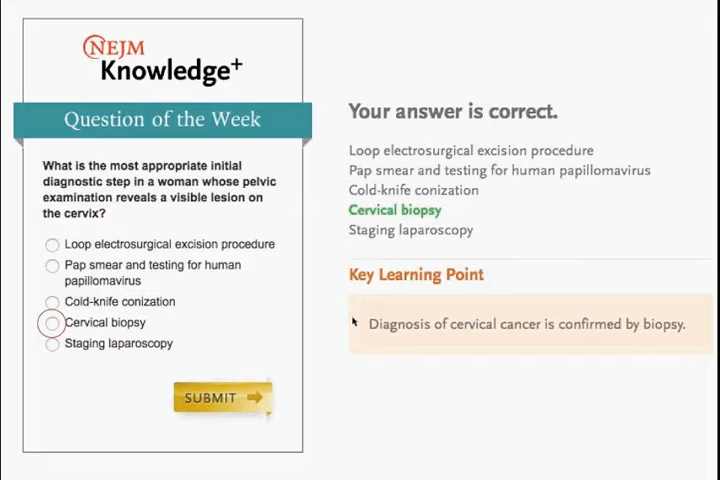 NEJM
Knowledge+
Question of the Week
What is the most appropriate initial
diagnostic step in a woman whose pelvic
examination reveals a visible lesion on
the cervix?
Loop electrosurgical excision procedure
Pap smear and testing for human
papillomavirus
Cold-knife conization
Cervical biopsy
Staging laparoscopy
SUBMIT
Your answer is correct.
Loop electrosurgical excision procedure
Pap smear and testing for human papillomavirus
Cold-knife conization
Cervical biopsy
Staging laparoscopy
Key Learning Point
Diagnosis of cervical cancer is confirmed by biopsy.